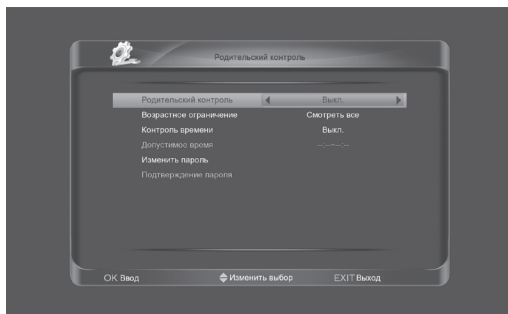 Родительский контроль
Родительский контроль Выкл.
Возрастное ограничение Смотреть все
Контроль времени Выкл.
Допустимое время --:--~--:--
Изменить пароль
Подтверждение пароля
OK Ввод Изменить выбор EXIT Выход